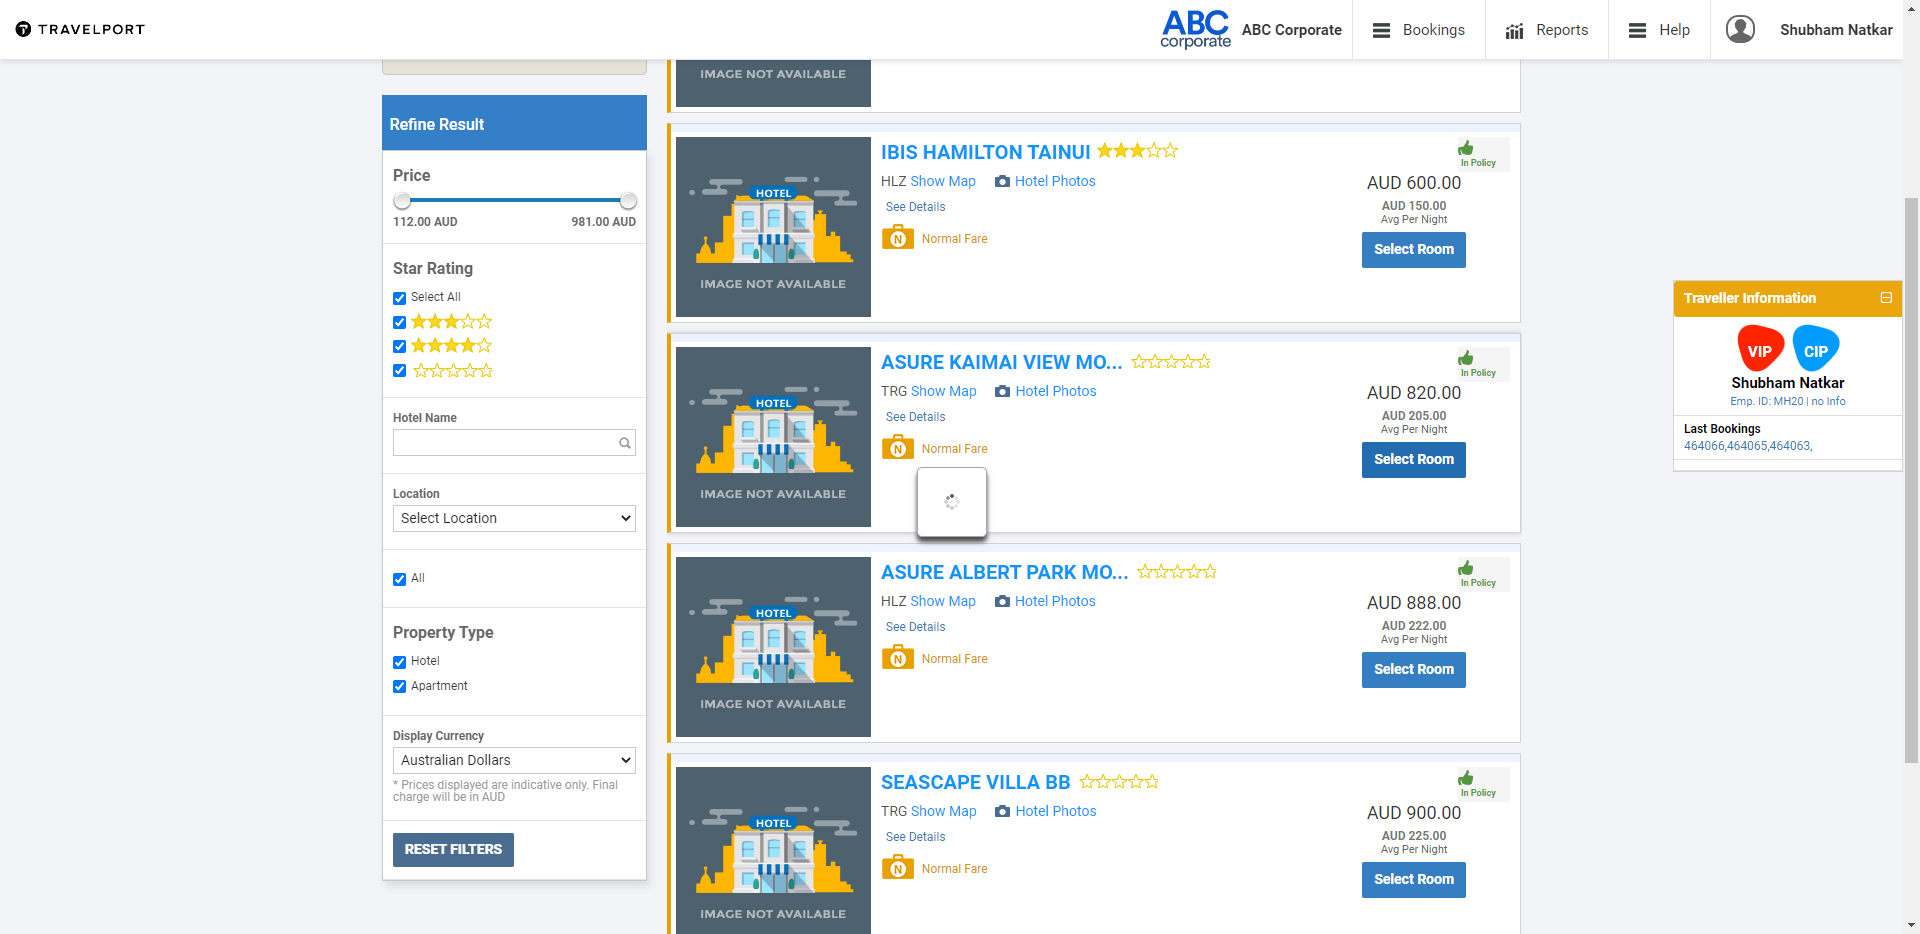 TRAVELPORT
ABC
corporate
ABC Corporate
Bookings
Reports
Help
Shubham Natkar
Refine Result
Price
112.00 AUD
981.00 AUD
Star Rating
Select All
Hotel Name
Location
Select Location
All
Property Type
Hotel
Apartment
Display Currency
Australian Dollars
* Prices displayed are indicative only. Final
charge will be in AUD
RESET FILTERS
IMAGE NOT AVAILABLE
HOTEL
IMAGE NOT AVAILABLE
IBIS HAMILTON TAINUI
HLZ Show Map
Hotel Photos
See Details
N
Normal Fare
In Policy
AUD 600.00
AUD 150.00
Avg Per Night
Select Room
HOTEL
IMAGE NOT AVAILABLE
ASURE KAIMAI VIEW MO...
TRG Show Map
Hotel Photos
See Details
N
Normal Fare
In Policy
AUD 820.00
AUD 205.00
Avg Per Night
Select Room
HOTEL
IMAGE NOT AVAILABLE
ASURE ALBERT PARK MO...
HLZ Show Map
Hotel Photos
See Details
N
Normal Fare
In Policy
AUD 888.00
AUD 222.00
Avg Per Night
Select Room
HOTEL
IMAGE NOT AVAILABLE
SEASCAPE VILLA BB
TRG Show Map
Hotel Photos
See Details
N
Normal Fare
In Policy
AUD 900.00
AUD 225.00
Avg Per Night
Select Room
Traveller Information
VIP
CIP
Shubham Natkar
Emp. ID: MH20 | no Info
Last Bookings
464066,464065,464063,